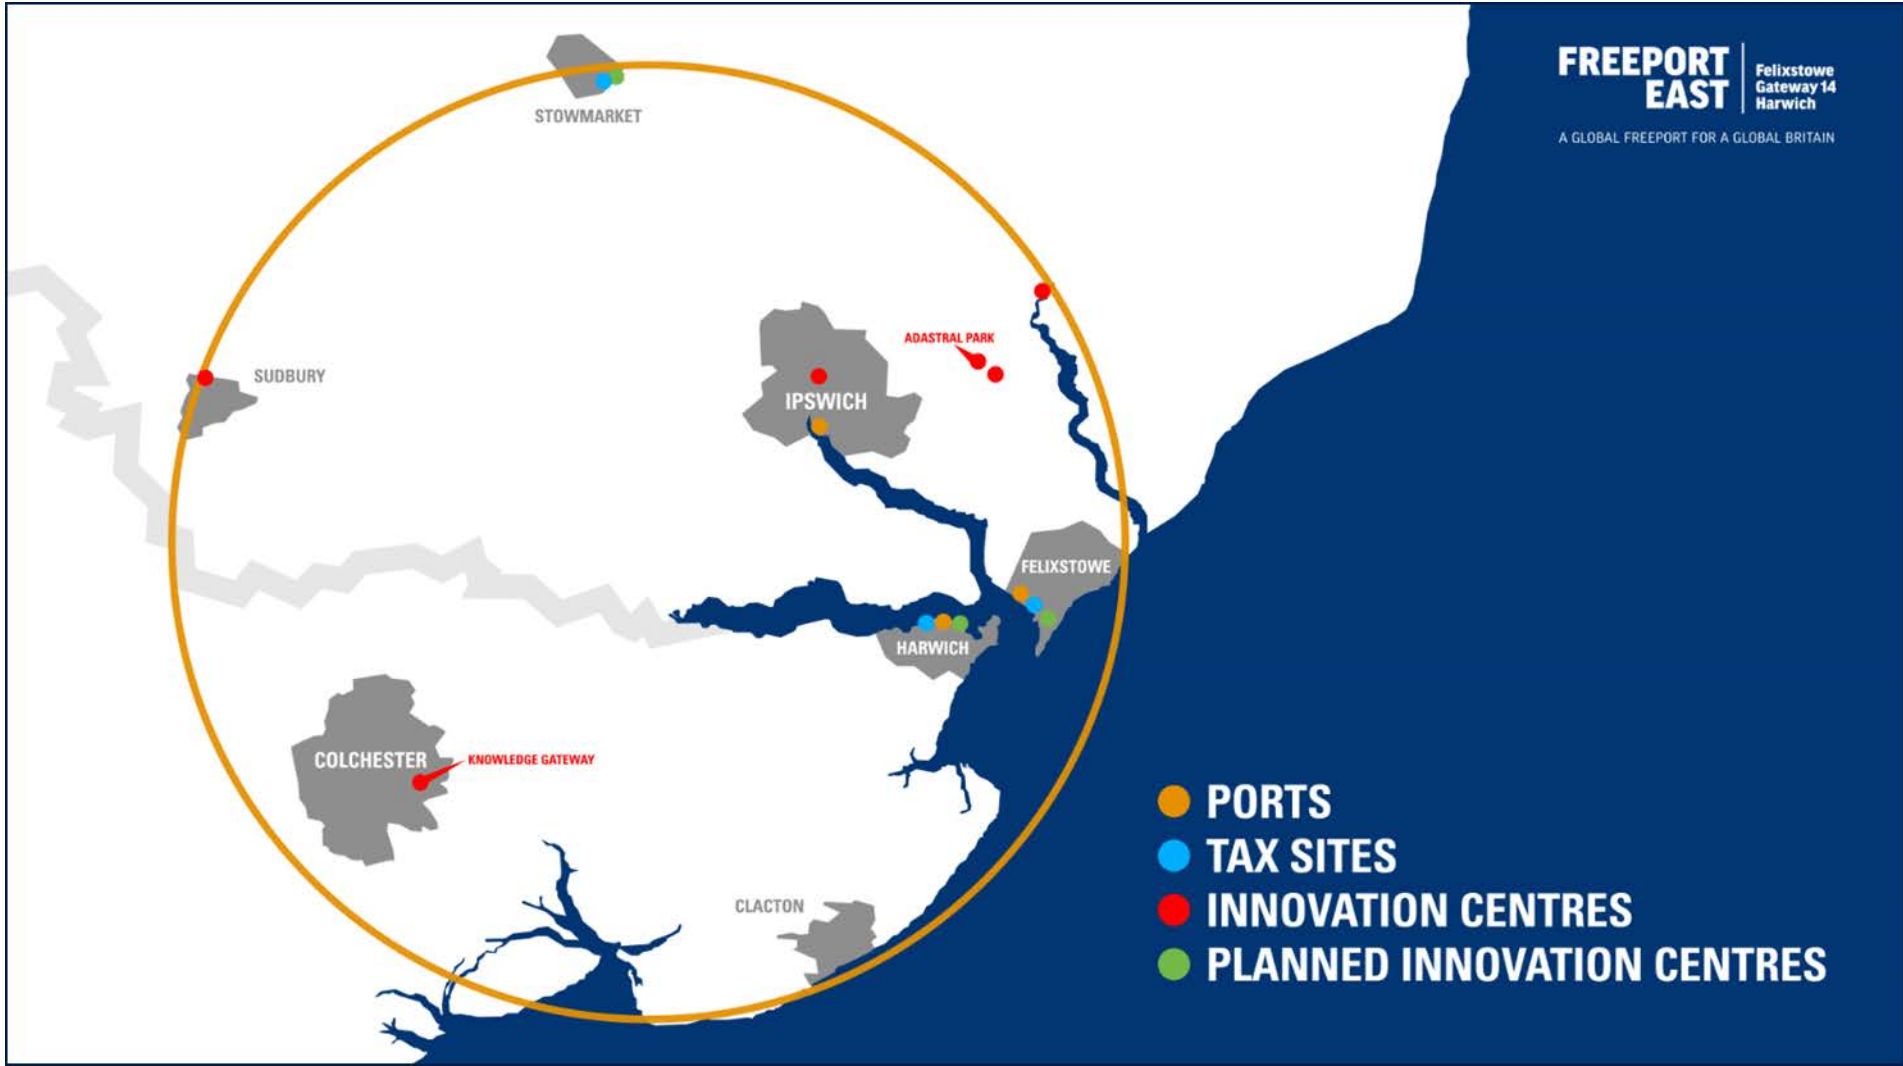 FREEPORT
EAST
Felixstowe
Gateway 14
Harwich
A GLOBAL FREEPORT FOR A GLOBAL BRITAIN
STOWMARKET
ADASTRAL PARK
SUDBURY
IPSWICH
FELIXSTOWE
HARWICH
COLCHESTER
KNOWLEDGE GATEWAY
CLACTON
PORTS
TAX SITES
INNOVATION CENTRES
PLANNED INNOVATION CENTRES